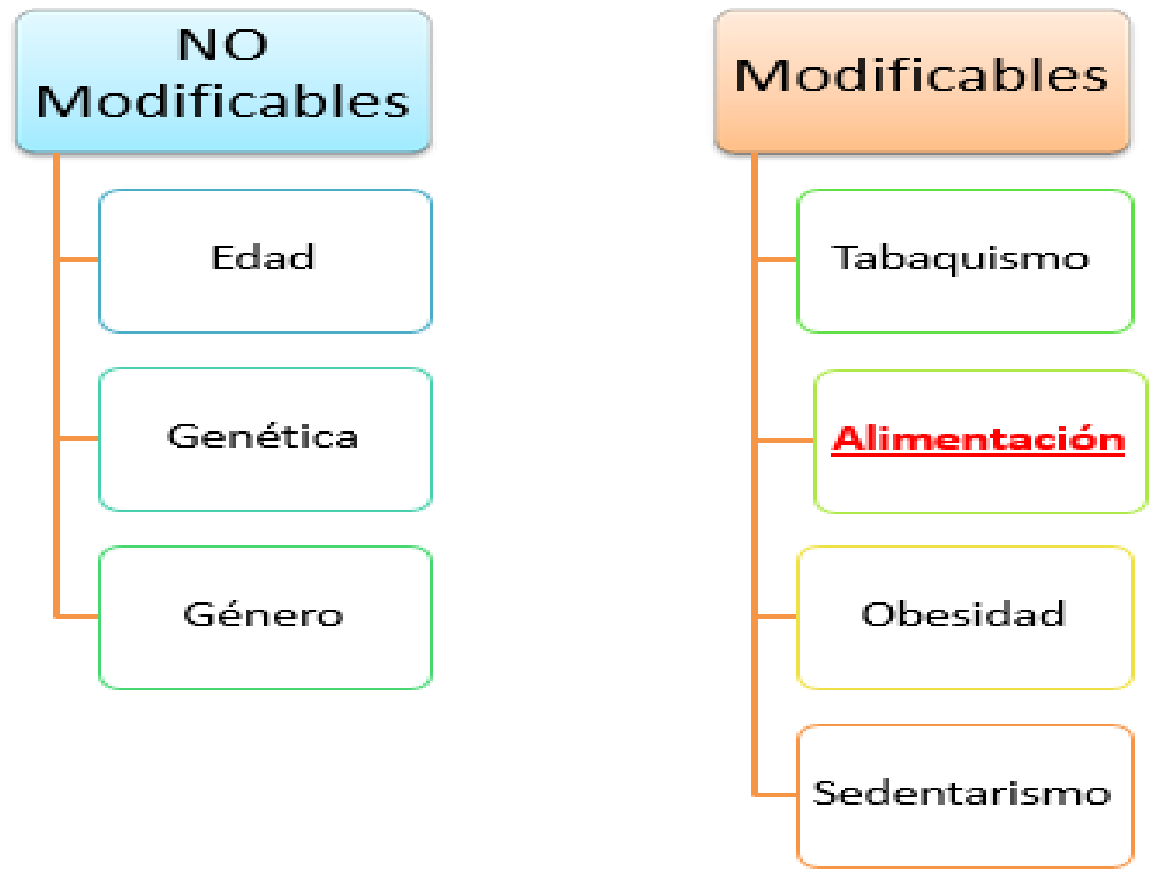 NO
Modificables
Edad
Genética
Género
Modificables
Tabaquismo
Alimentación
Obesidad
Sedentarismo